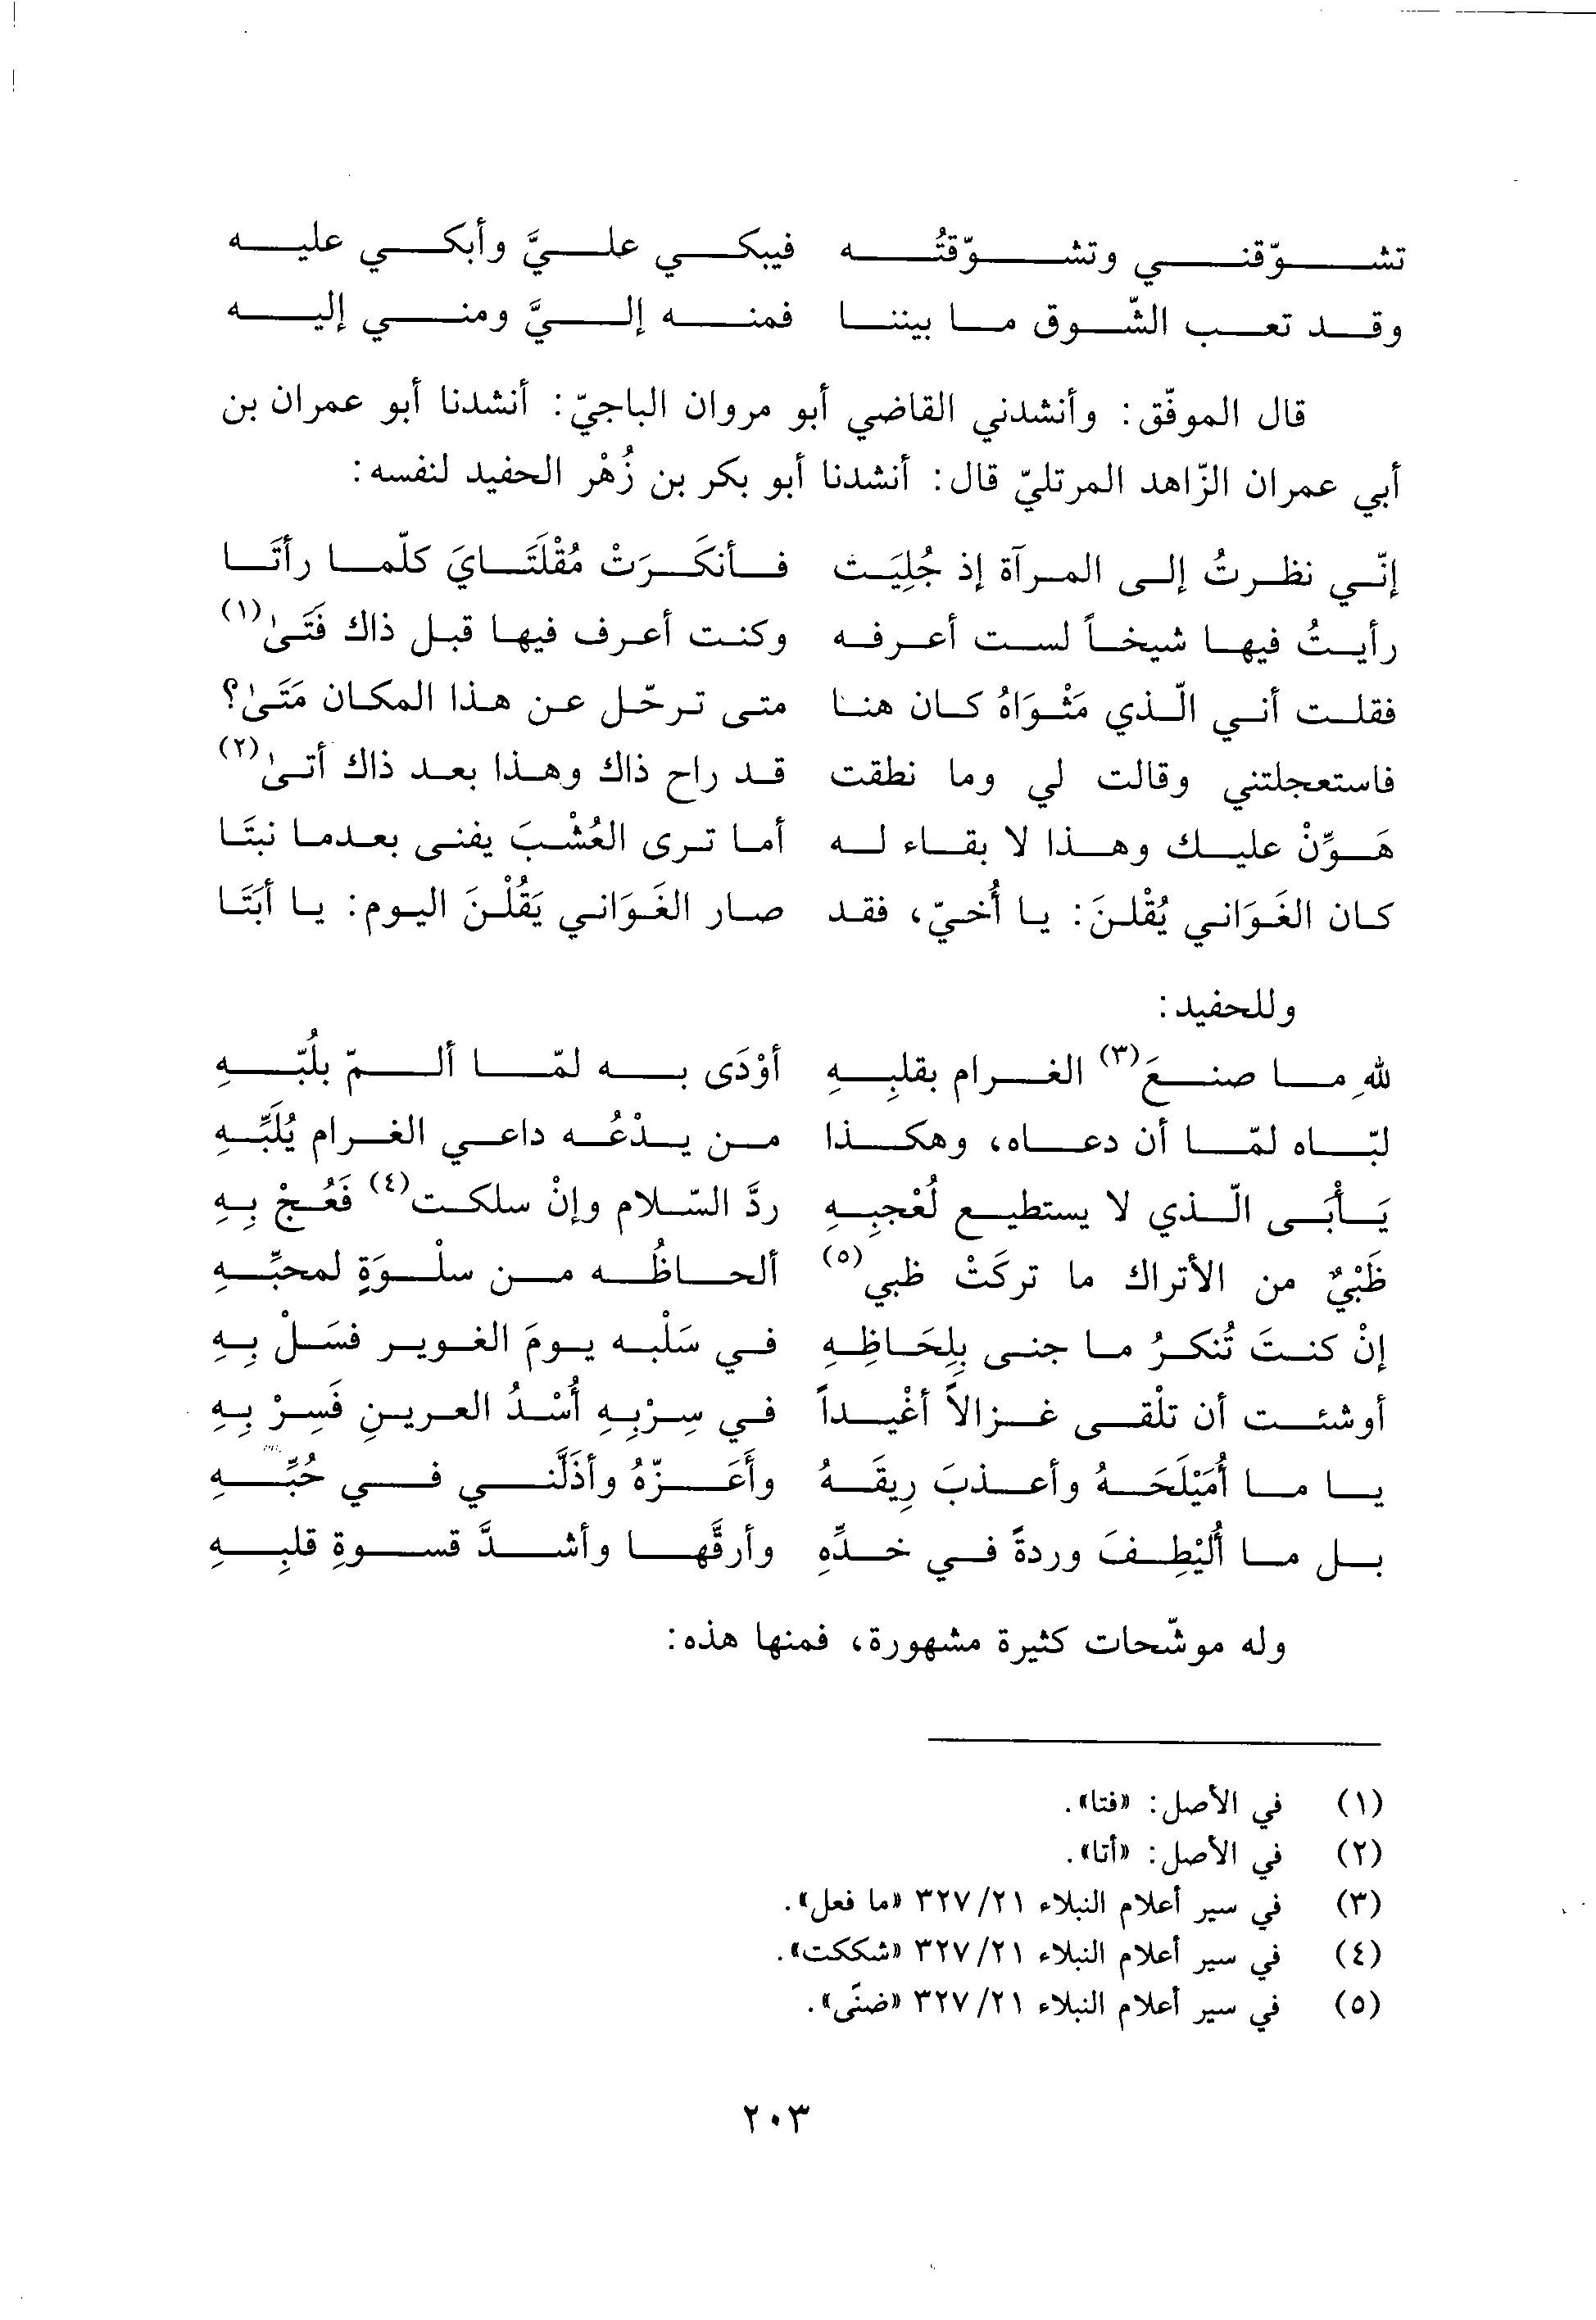 تشوّقني وتشوّقتُه فيبكي عليَّ وأبكي عليه
وقد تعب الشّوق ما بيننا فمنه إليَّ ومني إليه
قال الموفّق: وأنشدني القاضي أبو مروان الباجيّ: أنشدنا أبو عمران بن
أبي عمران الزّاهد المرتليّ قال: أنشدنا أبو بكر بن زُهْر الحفيد لنفسه:
إنّي نظرتُ إلى المرآة إذ جُلِيَت فأنكَرَتْ مُقْلَتَايَ كلّما رأتَا
رأيتُ فيها شيخاً لست أعرفه وكنت أعرف فيها قبل ذاك فَتَىٰ(١)
فقلت أني الّذي مَثْوَاهُ كان هنا متى ترحّل عن هذا المكان مَتَىٰ؟
فاستعجلتني وقالت لي وما نطقت قد راح ذاك وهذا بعد ذاك أتىٰ(٢)
هَوِّنْ عليك وهذا لا بقاء له أما ترى العُشْبَ يفنى بعدما نبتَا
كان الغَوَاني يُقْلنَ: يا أُخيّ، فقد صار الغَوَاني يَقُلْنَ اليوم: يا أبَتَا
وللحفيد:
للهِ ما صنعَ(٣) الغرام بقلبِهِ أوْدَى به لمّا ألمّ بلُبّهِ
لبّاه لمّا أن دعاه، وهكذا من يدْعُه داعي الغرام يُلَبِّهِ
يَأْبَى الّذي لا يستطيع لُعْجبِهِ ردَّ السّلام وإنْ سلكت(٤) فَعُجْ بِهِ
ظَبْيٌ من الأتراك ما تركَتْ ظبي(٥) ألحاظُه من سلْوَةٍ لمحبِّهِ
إنْ كنتَ تُنكرُ ما جنى بِلِحَاظِهِ في سَلْبه يومَ الغوير فسَلْ بِهِ
أوشئت أن تلْقى غزالاً أغْيداً في سِرْبِهِ أُسْدُ العرينِ فَسِرْ بِهِ
يا ما أُمَيْلَحَهُ وأعذبَ رِيقَهُ وأَعَزّهُ وأذَلَّني في حُبِّهِ
بل ما أُلَيْطِفَ وردةً في خدِّهِ وأرقَّها وأشدَّ قسوةِ قلبِهِ
وله موشّحات كثيرة مشهورة، فمنها هذه:
(١) في الأصل: «فتا».
(٢) في الأصل: «أتا».
(٣) في سير أعلام النبلاء ٢١/ ٣٢٧ «ما فعل».
(٤) في سير أعلام النبلاء ٢١/ ٣٢٧ «شككت».
(٥) في سير أعلام النبلاء ٢١/ ٣٢٧ «ضنًى».
٢٠٣